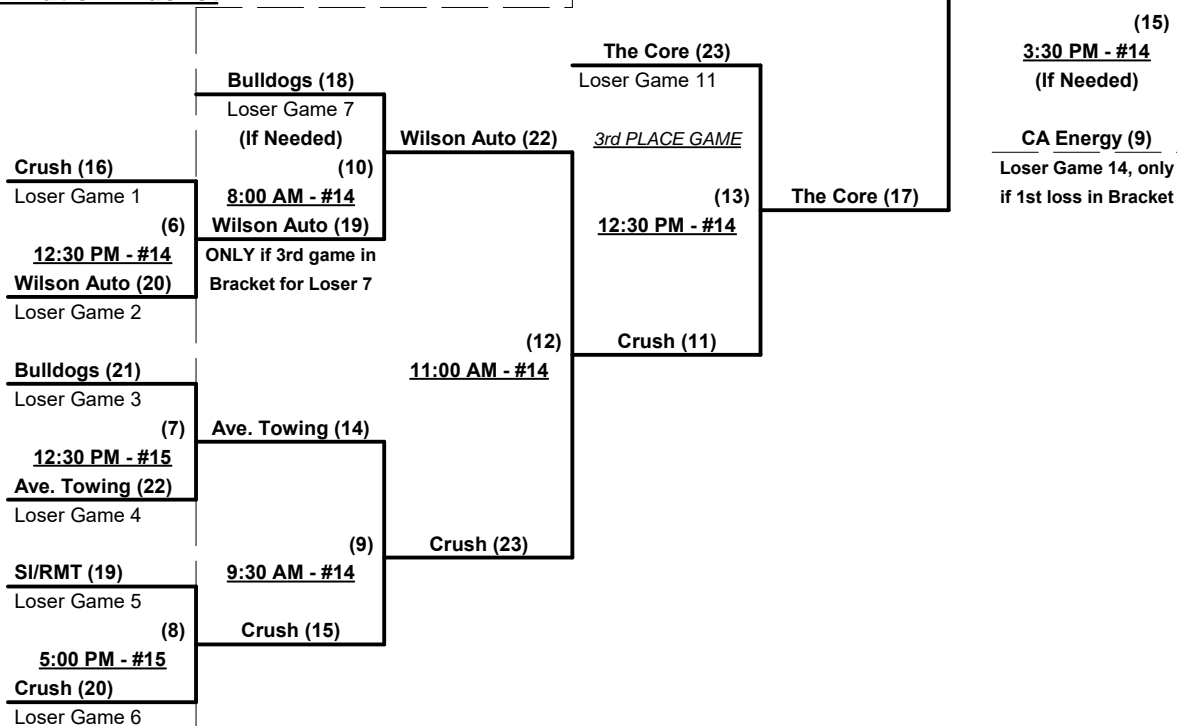 (15)
The Core (23)
3:30 PM - #14
Bulldogs (18)
Loser Game 11
(If Needed)
Loser Game 7
(If Needed)
Wilson Auto (22)
3rd PLACE GAME
CA Energy (9)
Crush (16)
(10)
Loser Game 14, only
Loser Game 1
8:00 AM - #14
(13)
The Core (17)
if 1st loss in Bracket
(6)
Wilson Auto (19)
12:30 PM - #14
12:30 PM - #14
ONLY if 3rd game in
Wilson Auto (20)
Bracket for Loser 7
Loser Game 2
(12)
Crush (11)
Bulldogs (21)
11:00 AM - #14
Loser Game 3
(7)
Ave. Towing (14)
12:30 PM - #15
Ave. Towing (22)
Loser Game 4
(9)
Crush (23)
SI/RMT (19)
9:30 AM - #14
Loser Game 5
(8)
Crush (15)
5:00 PM - #15
Crush (20)
Loser Game 6